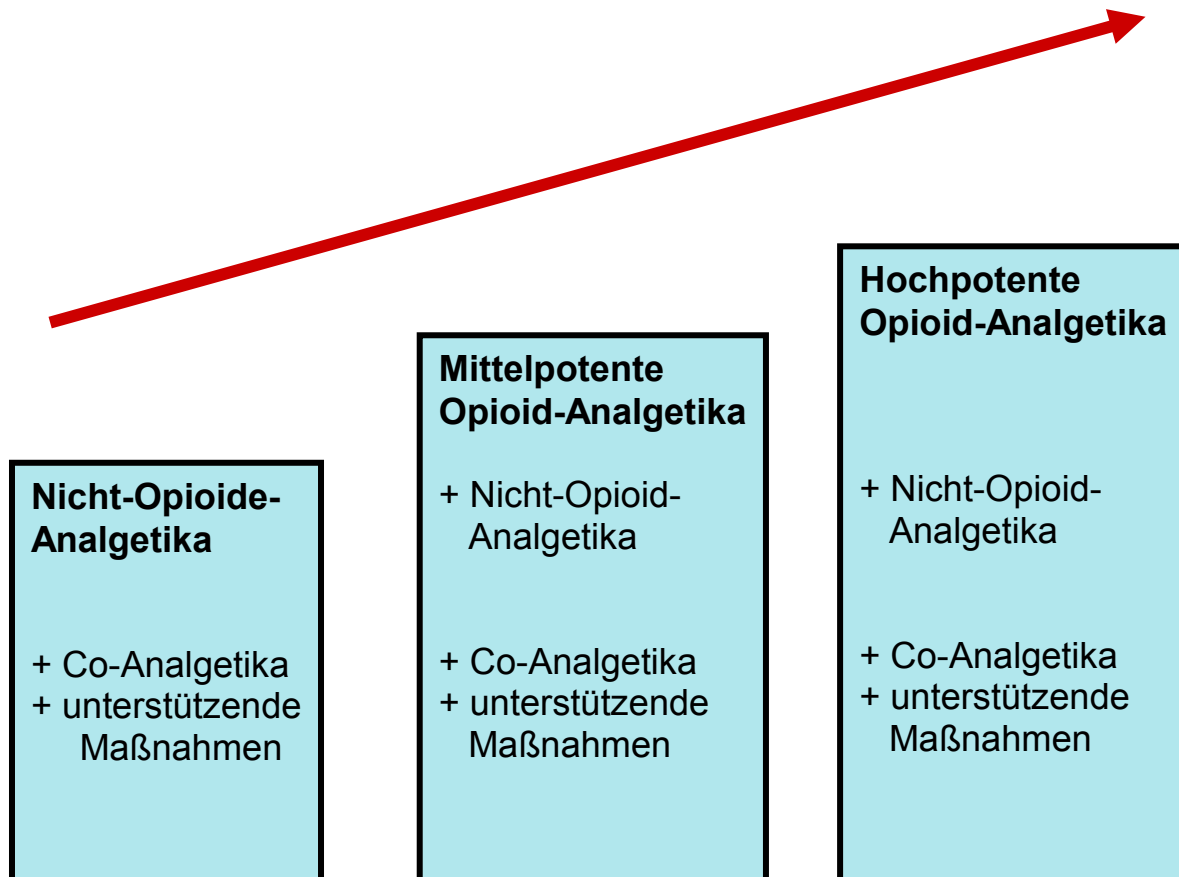 Nicht-Opioide-
Analgetika
+ Co-Analgetika
+ unterstützende
Maßnahmen
Mittelpotente
Opioid-Analgetika
+ Nicht-Opioid-
Analgetika
+ Co-Analgetika
+ unterstützende
Maßnahmen
Hochpotente
Opioid-Analgetika
+ Nicht-Opioid-
Analgetika
+ Co-Analgetika
+ unterstützende
Maßnahmen